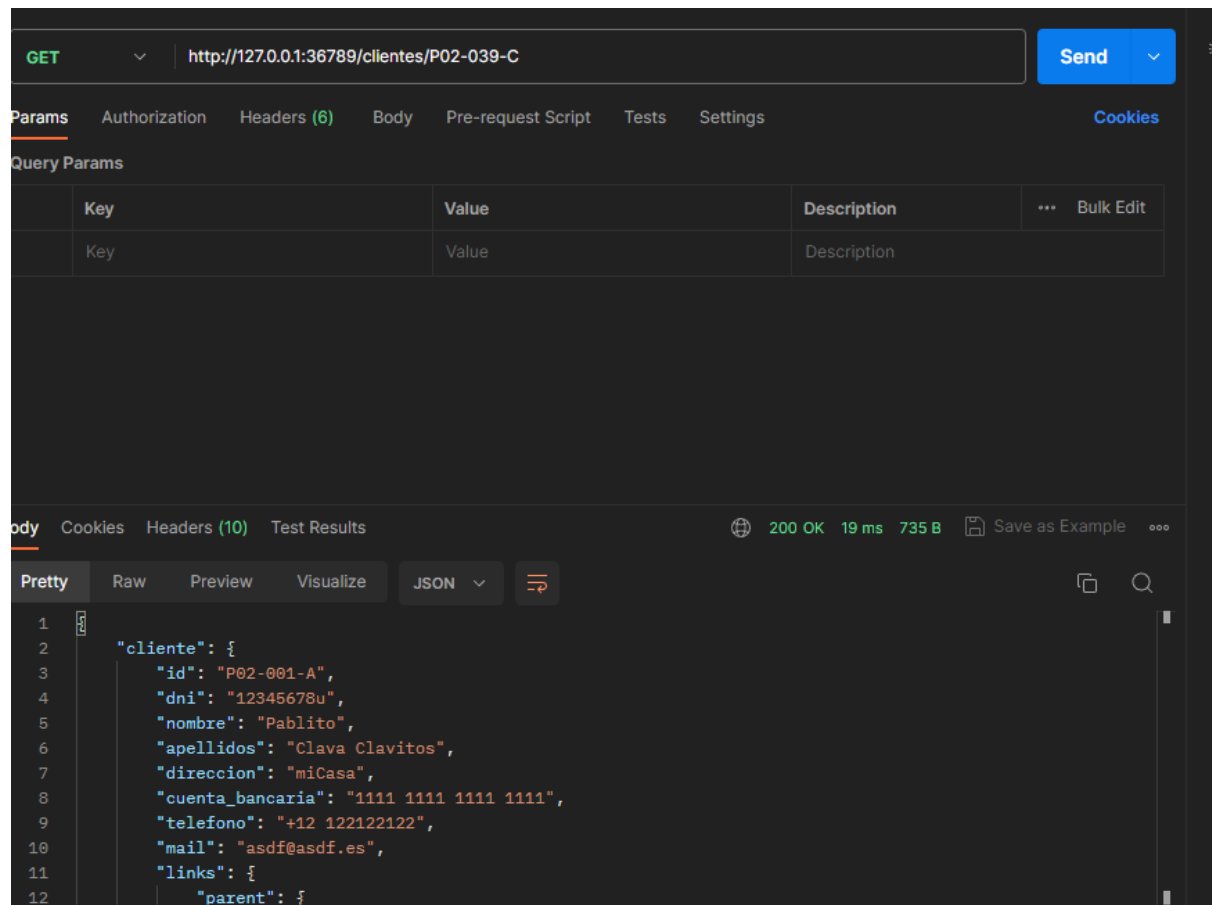 GET http://127.0.0.1:36789/clientes/P02-039-C Send
Params Authorization Headers (6) Body Pre-request Script Tests Settings Cookies
Query Params
Key Value Description ••• Bulk Edit
Key Value Description
ody Cookies Headers (10) Test Results 200 OK 19 ms 735 B Save as Example
Pretty Raw Preview Visualize JSON
1 {
2 "cliente": {
3 "id": "P02-001-A",
4 "dni": "12345678u",
5 "nombre": "Pablito",
6 "apellidos": "Clava Clavitos",
7 "direccion": "miCasa",
8 "cuenta_bancaria": "1111 1111 1111 1111",
9 "telefono": "+12 122122122",
10 "mail": "asdf@asdf.es",
11 "links": {
12 "parent": {